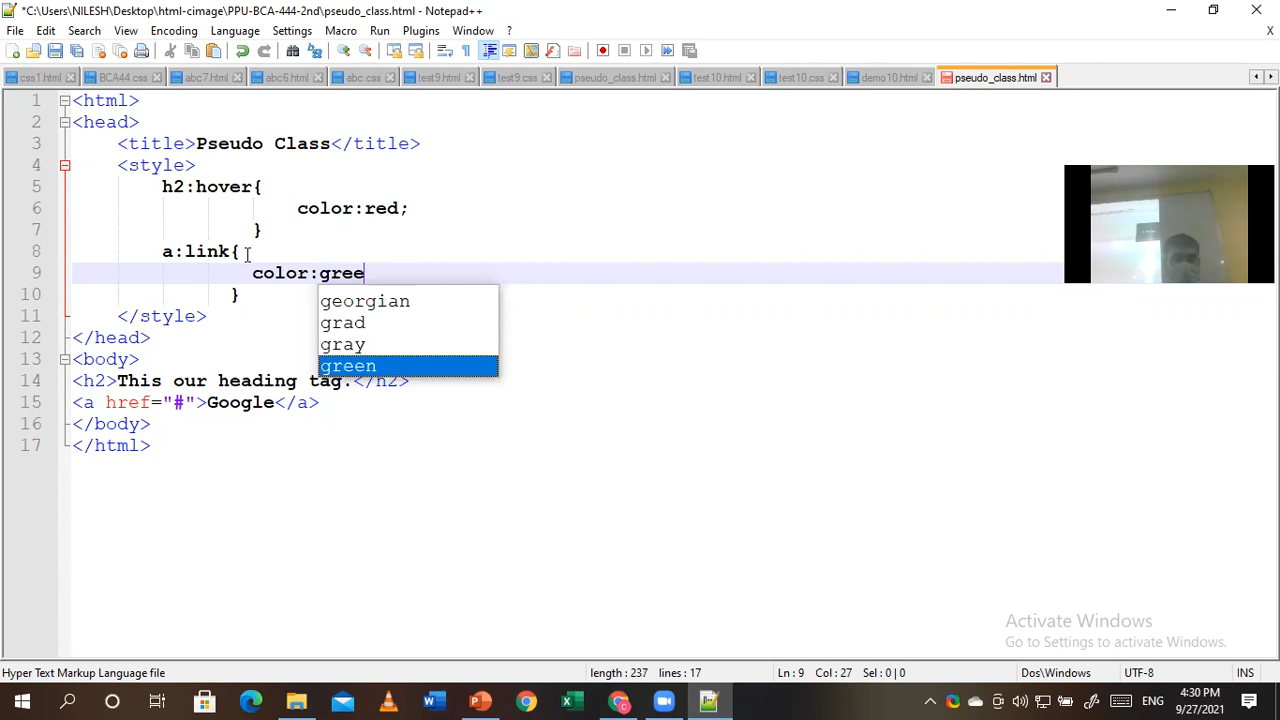 *C:\Users\NILESH\Desktop\html-cimage\PPU-BCA-444-2nd\pseudo_class.html - Notepad++
File Edit Search View Encoding Language Settings Tools Macro Run Plugins Window ? X
css1.html BCA44.css abc7.html abc6.html abc.css test9.html test9.css pseudo_class.html test10.html test10.css demo10.html pseudo_class.html
1 <html>
2 <head>
3 <title>Pseudo Class</title>
4 <style>
5 h2:hover{
6 color:red;
7 }
8 a:link{
9 color:gree
10 }
georgian
11 </style>
grad
12 </head>
gray
13 <body>
green
14 <h2>This our heading tag.</h2>
15 <a href="#">Google</a>
16 </body>
17 </html>
Activate Windows
Go to Settings to activate Windows.
Hyper Text Markup Language file length : 237 lines : 17 Ln : 9 Col : 27 Sel : 0 | 0 Dos\Windows UTF-8 INS
ENG 4:30 PM
9/27/2021